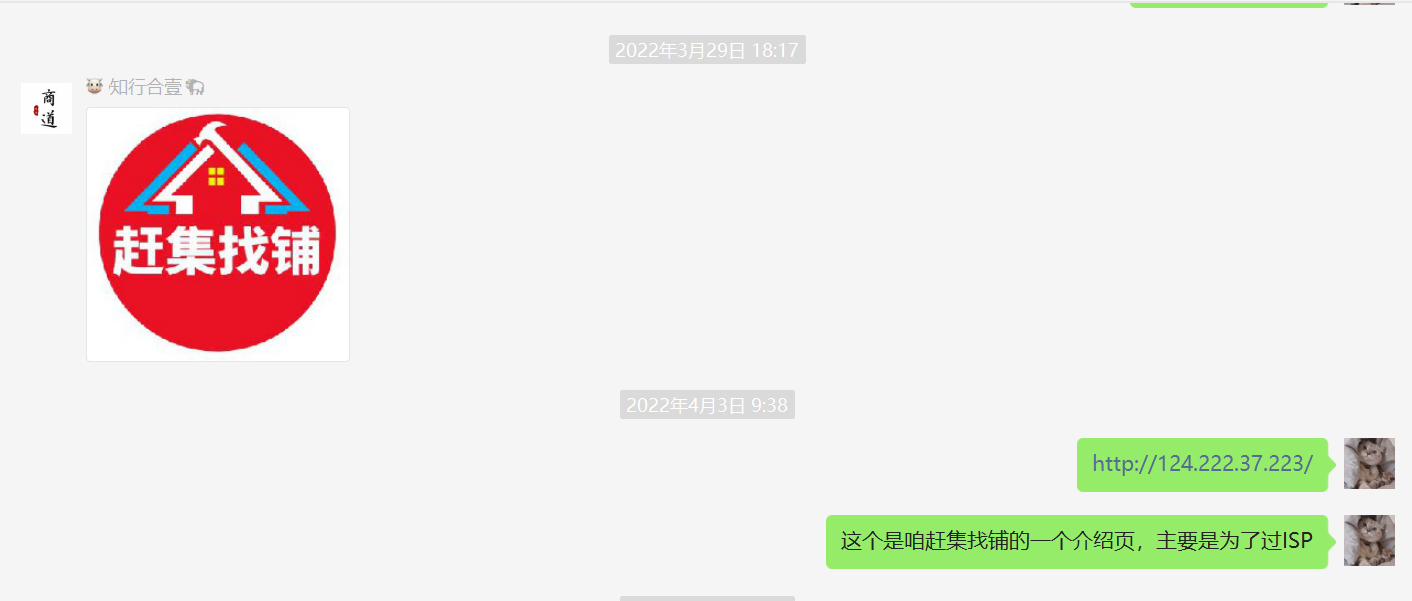 2022年3月29日 18:17
知行合壹
商
道
赶集找铺
2022年4月3日 9:38
http://124.222.37.223/
这个是咱赶集找铺的一个介绍页，主要是为了过ISP